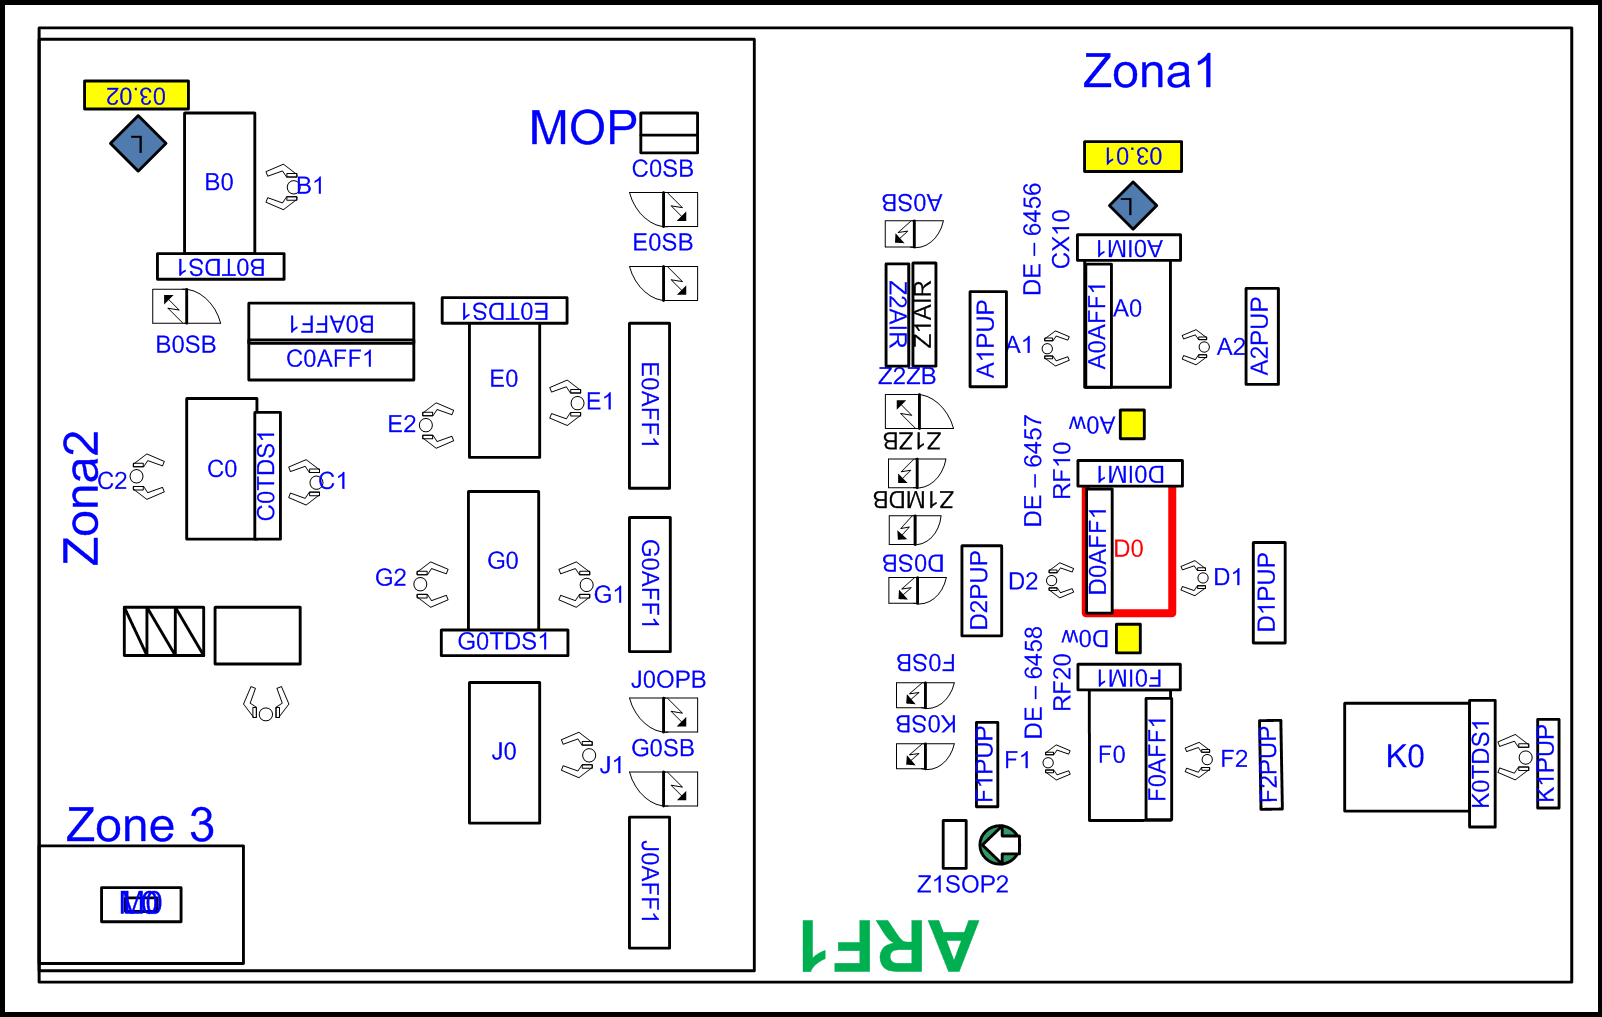 Zona1
03.02
L
B0
B1
B0TDS1
B0SB
MOP
C0SB
E0SB
B0AFF1
C0AFF1
E0TDS1
E0
E1
E2
E0AFF1
Zona2
C2
C0
C0TDS1
C1
G0
G2
G1
G0TDS1
G0AFF1
J0OPB
G0SB
J0
J1
J0AFF1
Zone 3
03.01
L
A0SB
DE – 6456
CX10
A0IM1
Z2AIR
Z1AIR
A1PUP
A1
A0AFF1
A0
A2
A2PUP
Z2ZB
Z1ZB
Z1MDB
D0SB
A0w
DE – 6457
RF10
D0IM1
D0AFF1
D0
D2PUP
D2
D1
D1PUP
D0w
F0SB
K0SB
DE – 6458
RF20
F0IM1
F1PUP
F1
F0
F0AFF1
F2
F2PUP
K0
K0TDS1
K1PUP
Z1SOP2
ARF1